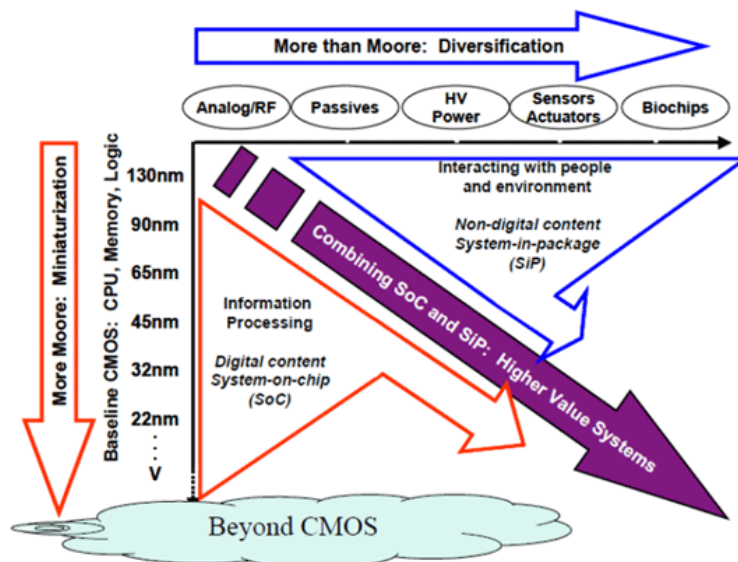 More than Moore: Diversification
Analog/RF
Passives
HV
Power
Sensors
Actuators
Biochips
More Moore: Miniaturization
Baseline CMOS: CPU, Memory, Logic
130nm
90nm
65nm
45nm
32nm
22nm
.
.
.
V
Interacting with people
and environment
Non-digital content
System-in-package
(SiP)
Combining SoC and SiP: Higher Value Systems
Information
Processing
Digital content
System-on-chip
(SoC)
Beyond CMOS